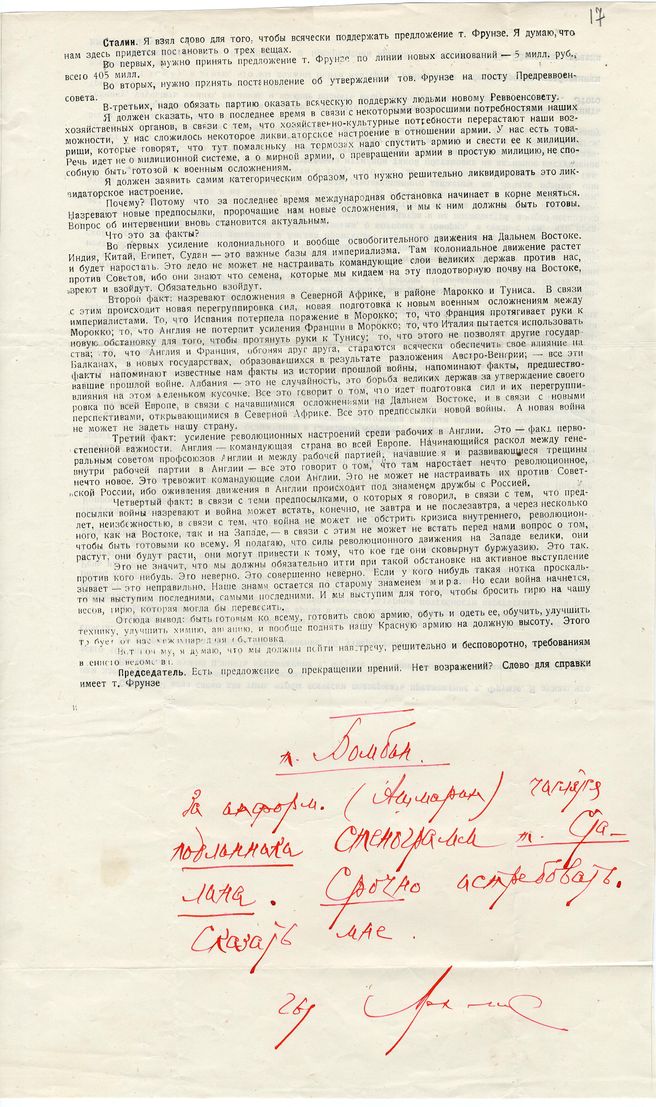 17
Сталин. Я взял слово для того, чтобы всячески поддержать предложение т. Фрунзе. Я думаю, что
нам здесь придется постановить о трех вещах.
Во первых, нужно принять предложение т. Фрунзе по линии новых ассинований — 5 милл. руб.,
всего 405 милл.
Во вторых, нужно принять постановление об утверждении тов. Фрунзе на посту Предреввоен-
совета.
В-третьих, надо обязать партию оказать всяческую поддержку людьми новому Реввоенсовету.
Я должен сказать, что в последнее время в связи с некоторыми возросшими потребностями наших
хозяйственных органов, в связи с тем, что хозяйственно-культурные потребности перерастают наши воз-
можности, у нас сложилось некоторое ликвидаторское настроение в отношении армии. У нас есть това-
рищи, которые говорят, что тут помаленьку на тормозах надо спустить армию и свести ее к милиции.
Речь идет не о милиционной системе, а о мирной армии, о превращении армии в простую милицию, не спо-
собную быть готовой к военным осложнениям.
Я должен заявить самым категорическим образом, что нужно решительно ликвидировать это лик-
видаторское настроение.
Почему? Потому что за последнее время международная обстановка начинает в корне меняться.
Назревают новые предпосылки, пророчащие нам новые осложнения, и мы к ним должны быть готовы.
Вопрос об интервенции вновь становится актуальным.
Что это за факты?
Во первых усиление колониального и вообще освободительного движения на Дальнем Востоке.
Индия, Китай, Египет, Судан — это важные базы для империализма. Там колониальное движение растет
и будет наростать. Это дело не может не настраивать командующие слои великих держав против нас,
против Советов, ибо они знают что семена, которые мы кидаем на эту плодотворную почву на Востоке,
зреют и взойдут. Обязательно взойдут.
Второй факт: назревают осложнения в Северной Африке, в районе Марокко и Туниса. В связи
с этим происходит новая перегруппировка сил, новая подготовка к новым военным осложнениям между
империалистами. То, что Испания потерпела поражение в Морокко; то, что Франция протягивает руки к
Морокко; то, что Англия не потерпит усиления Франции в Морокко; то, что Италия пытается использовать
новую обстановку для того, чтобы протянуть руки к Тунису; то, что этого не позволят другие государ-
ства; то, что Англия и Франция, обгоняя друг друга, стараются всячески обеспечить свое влияние на
Балканах, в новых государствах, образовавшихся в результате разложения Австро-Венгрии; — все эти
факты напоминают известные нам факты из истории прошлой войны, напоминают факты, предшество-
вавшие прошлой войне. Албания — это не случайность, это борьба великих держав за утверждение своего
влияния на этом маленьком кусочке. Все это говорит о том, что идет подготовка сил и их перегруппи-
ровка по всей Европе, в связи с начавшимися осложнениями на Дальнем Востоке, и в связи с новыми
перспективами, открывающимися в Северной Африке. Все это предпосылки новой войны. А новая война
не может не задеть нашу страну.
Третий факт: усиление революционных настроений среди рабочих в Англии. Это — факт перво-
степенной важности. Англия — командующая страна во всей Европе. Начинающийся раскол между гене-
ральным советом профсоюзов Англии и между рабочей партией, начавшие я и развивающиеся трещины
внутри рабочей партии в Англии — все это говорит о том, что там наростает нечто революционное,
нечто новое. Это тревожит командующие слои Англии. Это не может не настраивать их против Совет-
ской России, ибо оживления движения в Англии происходит под знаменем дружбы с Россией.
Четвертый факт: в связи с теми предпосылками, о которых я говорил, в связи с тем, что пред-
посылки войны назревают и война может встать, конечно, не завтра и не послезавтра, а через несколько
лет, неизбежностью, в связи с тем, что война не может не обстрить кризиса внутреннего, революцион-
ного, как на Востоке, так и на Западе, — в связи с этим не может не встать перед нами вопрос о том,
чтобы быть готовыми ко всему. Я полагаю, что силы революционного движения на Западе велики, они
растут, они будут расти, они могут привести к тому, что кое где они сковырнут буржуазию. Это так.
Это не значит, что мы должны обязательно итти при такой обстановке на активное выступление
против кого нибудь. Это неверно. Это совершенно неверно. Если у кого нибудь такая нотка проскаль-
зывает — это неправильно. Наше знамя остается по старому знаменем мира. Но если война начнется,
то мы выступим последними, самыми последними. И мы выступим для того, чтобы бросить гирю на чашу
весов, гирю, которая могла бы перевесить.
Отсюда вывод: быть готовым ко всему, готовить свою армию, обуть и одеть ее, обучить, улучшить
технику, улучшить химию, авиацию, и вообще поднять нашу Красную армию на должную высоту. Этого
требует от нас международная обстановка
Вот почему, я думаю, что мы должны пойти навстречу, решительно и бесповоротно, требованиям
военного ведомства.
Председатель. Есть предложение о прекращении прений. Нет возражений? Слово для справки
имеет т. Фрунзе
За информ. (
подлинника стенограмм т. Ста-
лина. Срочно истребовать.
Сказать мне.